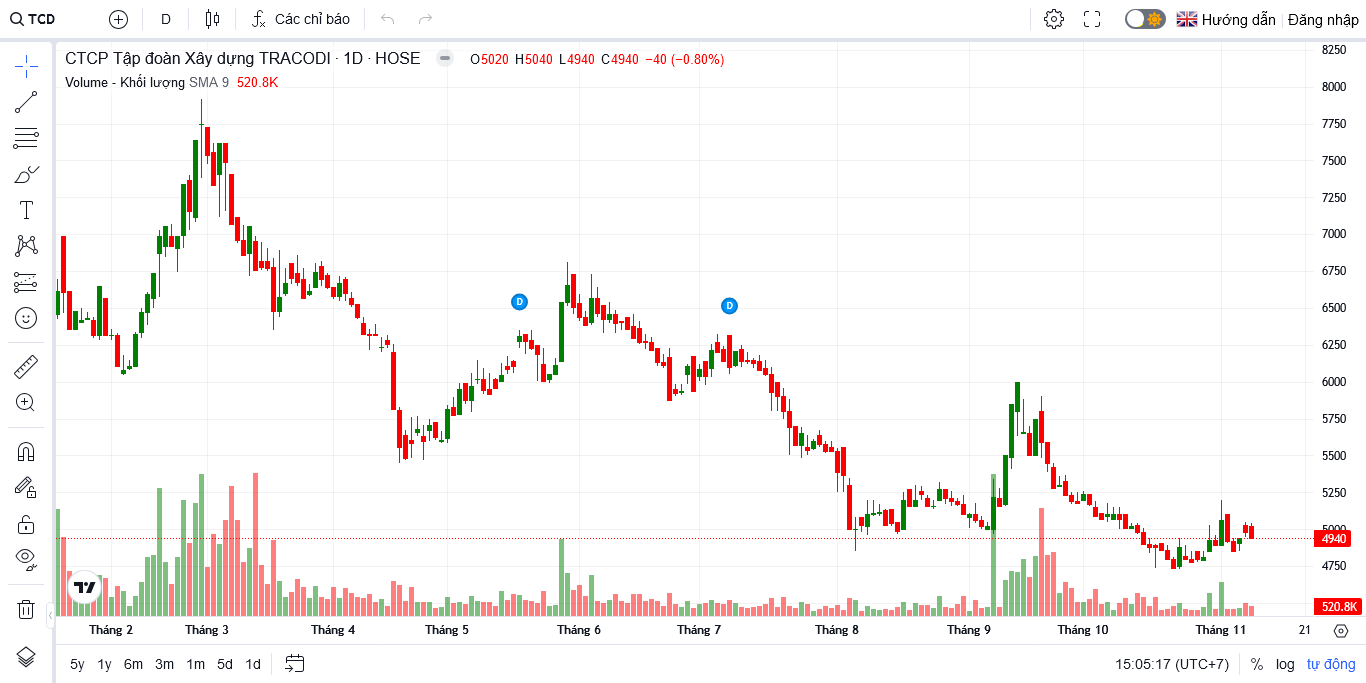 TCD D Các chỉ báo Hướng dẫn Đăng nhập
CTCP Tập đoàn Xây dựng TRACODI · 1D · HOSE O5020 H5040 L4940 C4940 −40 (−0.80%)
Volume - Khối lượng SMA 9 520.8K
8250
8000
7750
7500
7250
7000
6750
6500
D D
6250
6000
5750
5500
5250
5000
4940
4750
520.8K
Tháng 2 Tháng 3 Tháng 4 Tháng 5 Tháng 6 Tháng 7 Tháng 8 Tháng 9 Tháng 10 Tháng 11 21
5y 1y 6m 3m 1m 5d 1d 15:05:17 (UTC+7) % log tự động